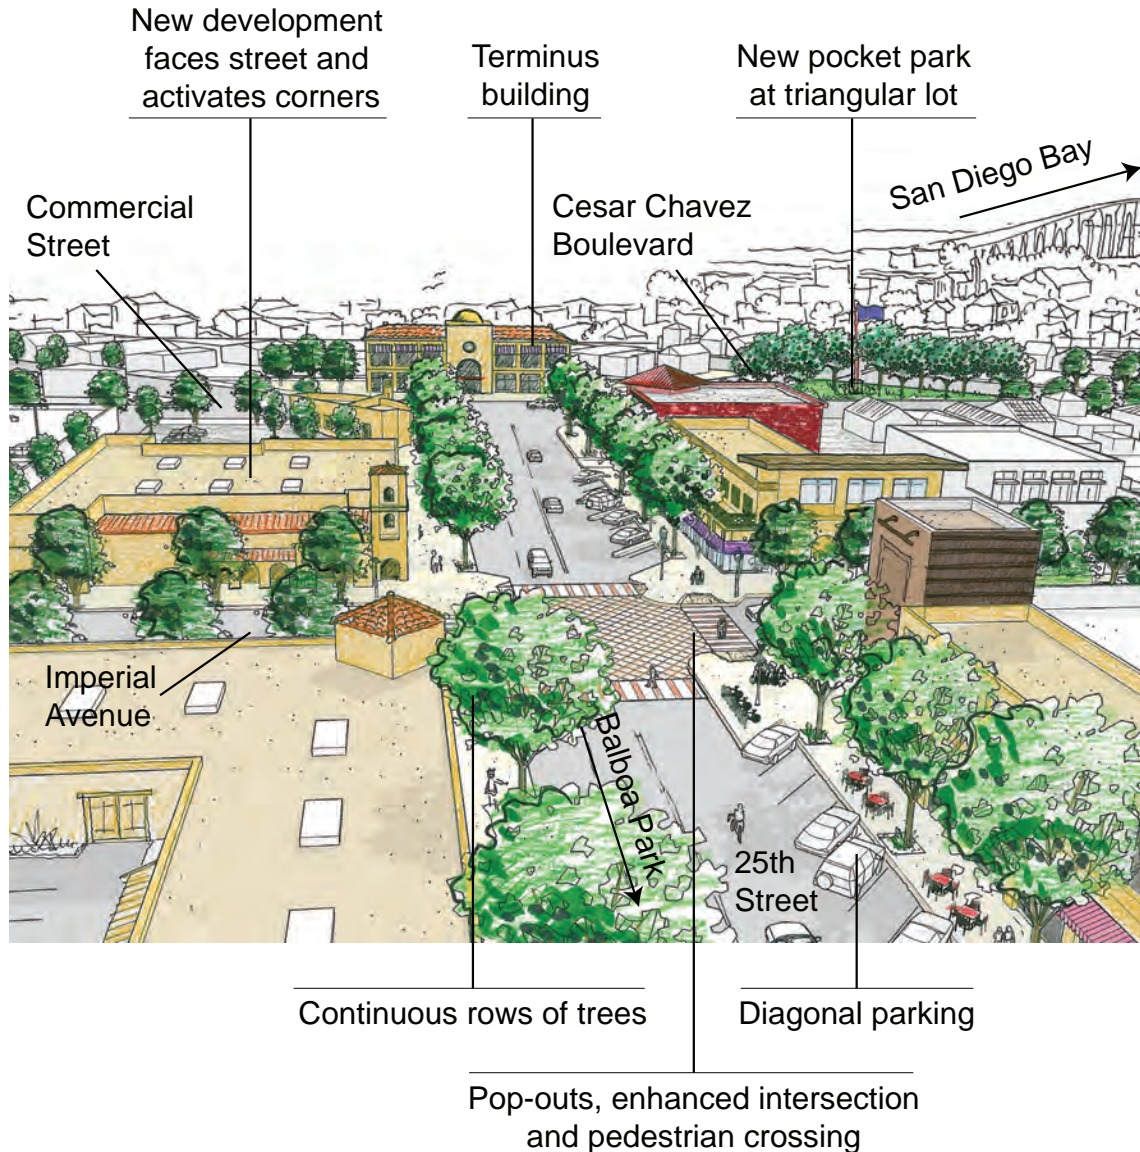 New development
faces street and
activates corners
Terminus
building
New pocket park
at triangular lot
San Diego Bay
Commercial
Street
Cesar Chavez
Boulevard
Imperial
Avenue
Balboa Park
25th
Street
Continuous rows of trees
Diagonal parking
Pop-outs, enhanced intersection
and pedestrian crossing